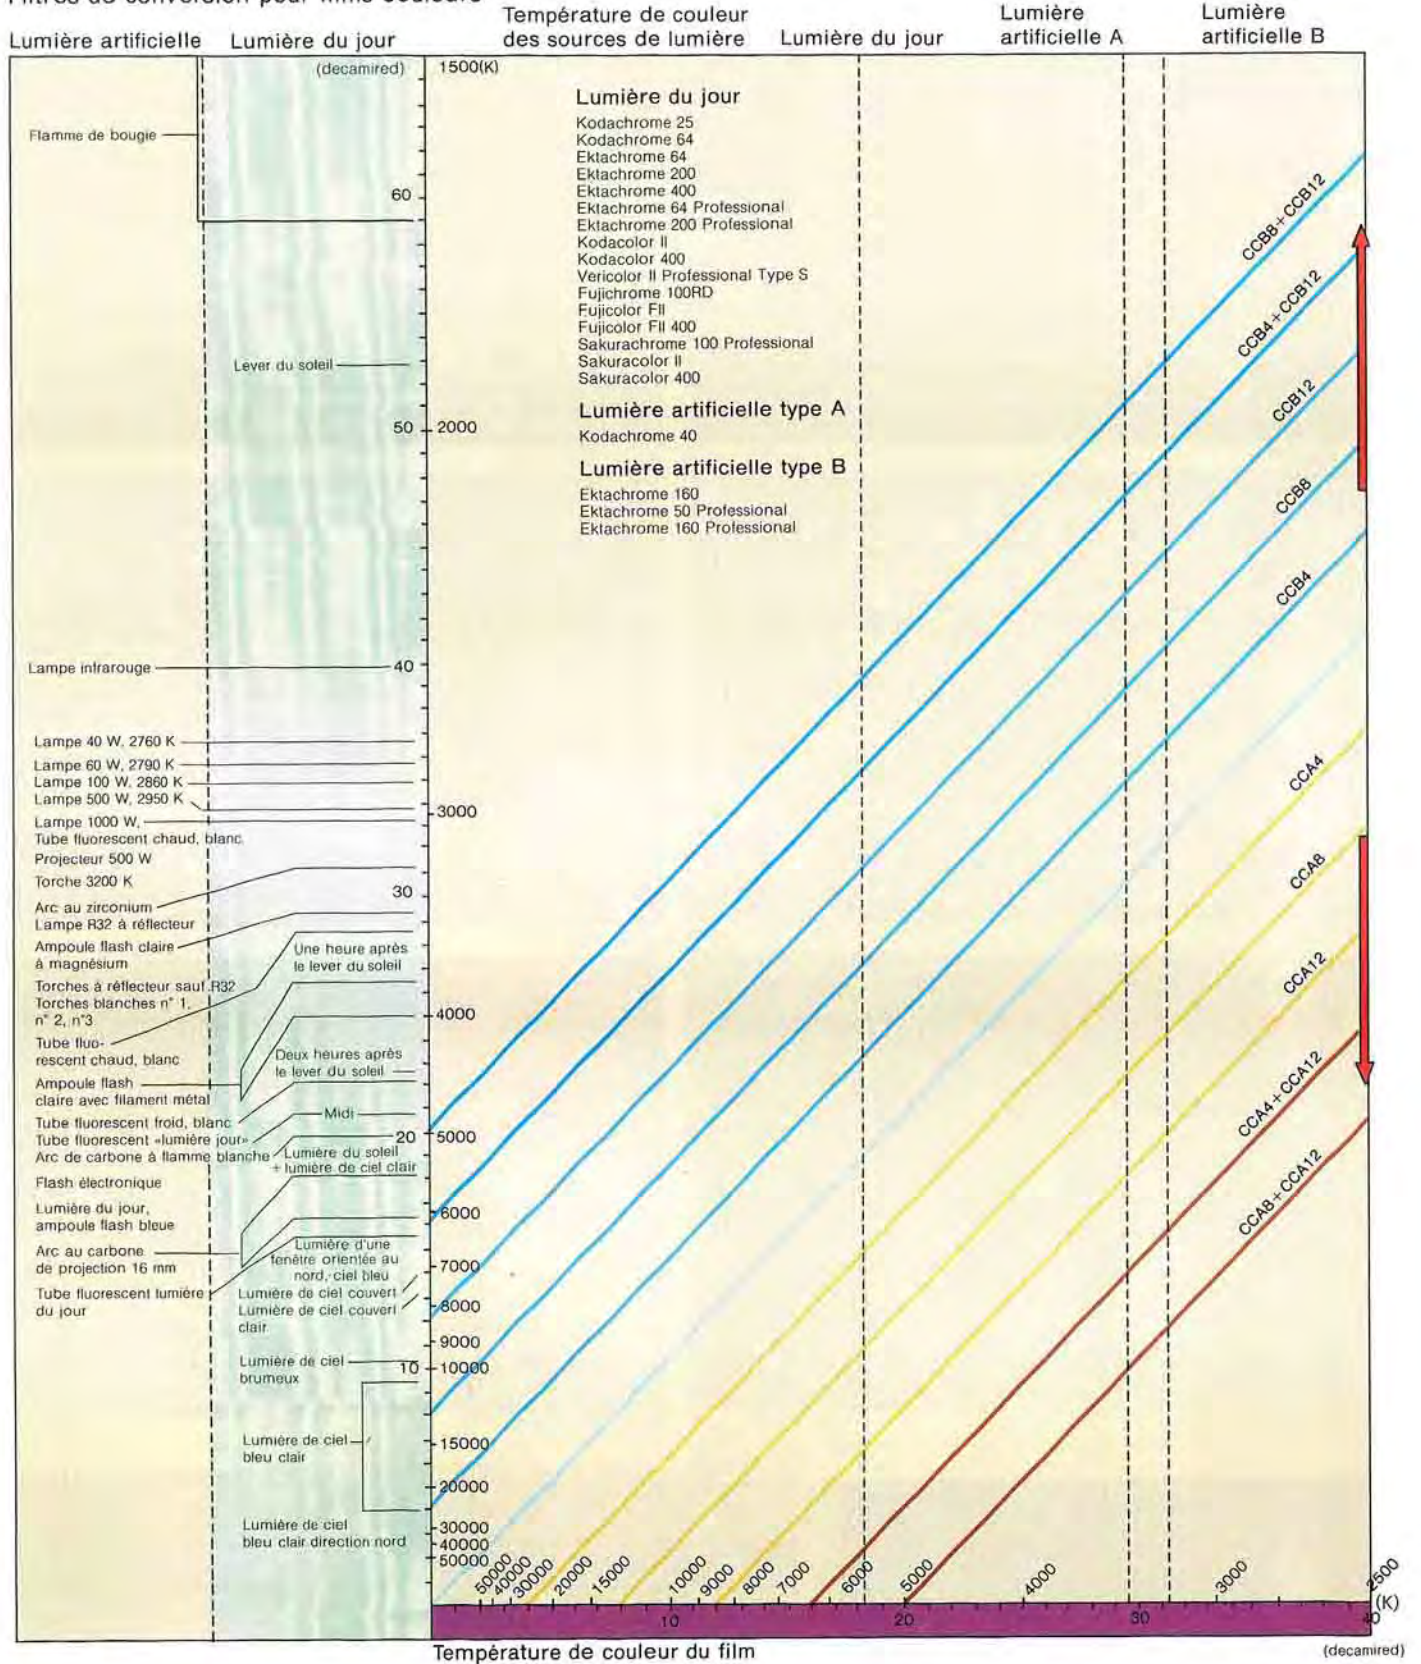 Filtres de conversion pour films couleurs
Lumière artificielle
Lumière du jour
Température de couleur
des sources de lumière
Lumière du jour
Lumière
artificielle A
Lumière
artificielle B
(decamired)
1500(K)
Flamme de bougie
60
Lever du soleil
50
2000
Lampe infrarouge
40
Lampe 40 W, 2760 K
Lampe 60 W, 2790 K
Lampe 100 W, 2860 K
Lampe 500 W, 2950 K
Lampe 1000 W,
Tube fluorescent chaud, blanc
Projecteur 500 W
Torche 3200 K
Arc au zirconium
Lampe R32 à réflecteur
Ampoule flash claire
à magnésium
Torches à réflecteur sauf R32
Torches blanches n° 1,
n° 2, n°3
Tube fluo-
rescent chaud, blanc
Ampoule flash
claire avec filament métal
Tube fluorescent froid, blanc
Tube fluorescent «lumière jour»
Arc de carbone à flamme blanche
Flash électronique
Lumière du jour,
ampoule flash bleue
Arc au carbone
de projection 16 mm
Tube fluorescent lumière
du jour
3000
30
Une heure après
le lever du soleil
4000
Deux heures après
le lever du soleil
Midi
20
5000
Lumière du soleil
+ lumière de ciel clair
6000
Lumière d'une
fenêtre orientée au
nord, ciel bleu
7000
Lumière de ciel couvert
8000
Lumière de ciel couvert
clair
9000
Lumière de ciel
brumeux
10
10000
Lumière de ciel
bleu clair
15000
20000
Lumière de ciel
bleu clair direction nord
30000
40000
50000
Lumière du jour
Kodachrome 25
Kodachrome 64
Ektachrome 64
Ektachrome 200
Ektachrome 400
Ektachrome 64 Professional
Ektachrome 200 Professional
Kodacolor II
Kodacolor 400
Vericolor II Professional Type S
Fujichrome 100RD
Fujicolor FII
Fujicolor FII 400
Sakurachrome 100 Professional
Sakuracolor II
Sakuracolor 400
Lumière artificielle type A
Kodachrome 40
Lumière artificielle type B
Ektachrome 160
Ektachrome 50 Professional
Ektachrome 160 Professional
CCB8 + CCB12
CCB4 + CCB12
CCB12
CCB8
CCB4
CCA4
CCA8
CCA12
CCA4 + CCA12
CCA8 + CCA12
50000
40000
30000
20000
15000
10000
9000
8000
7000
6000
5000
4000
3000
2500
(K)
10
20
30
40
Température de couleur du film
(decamired)